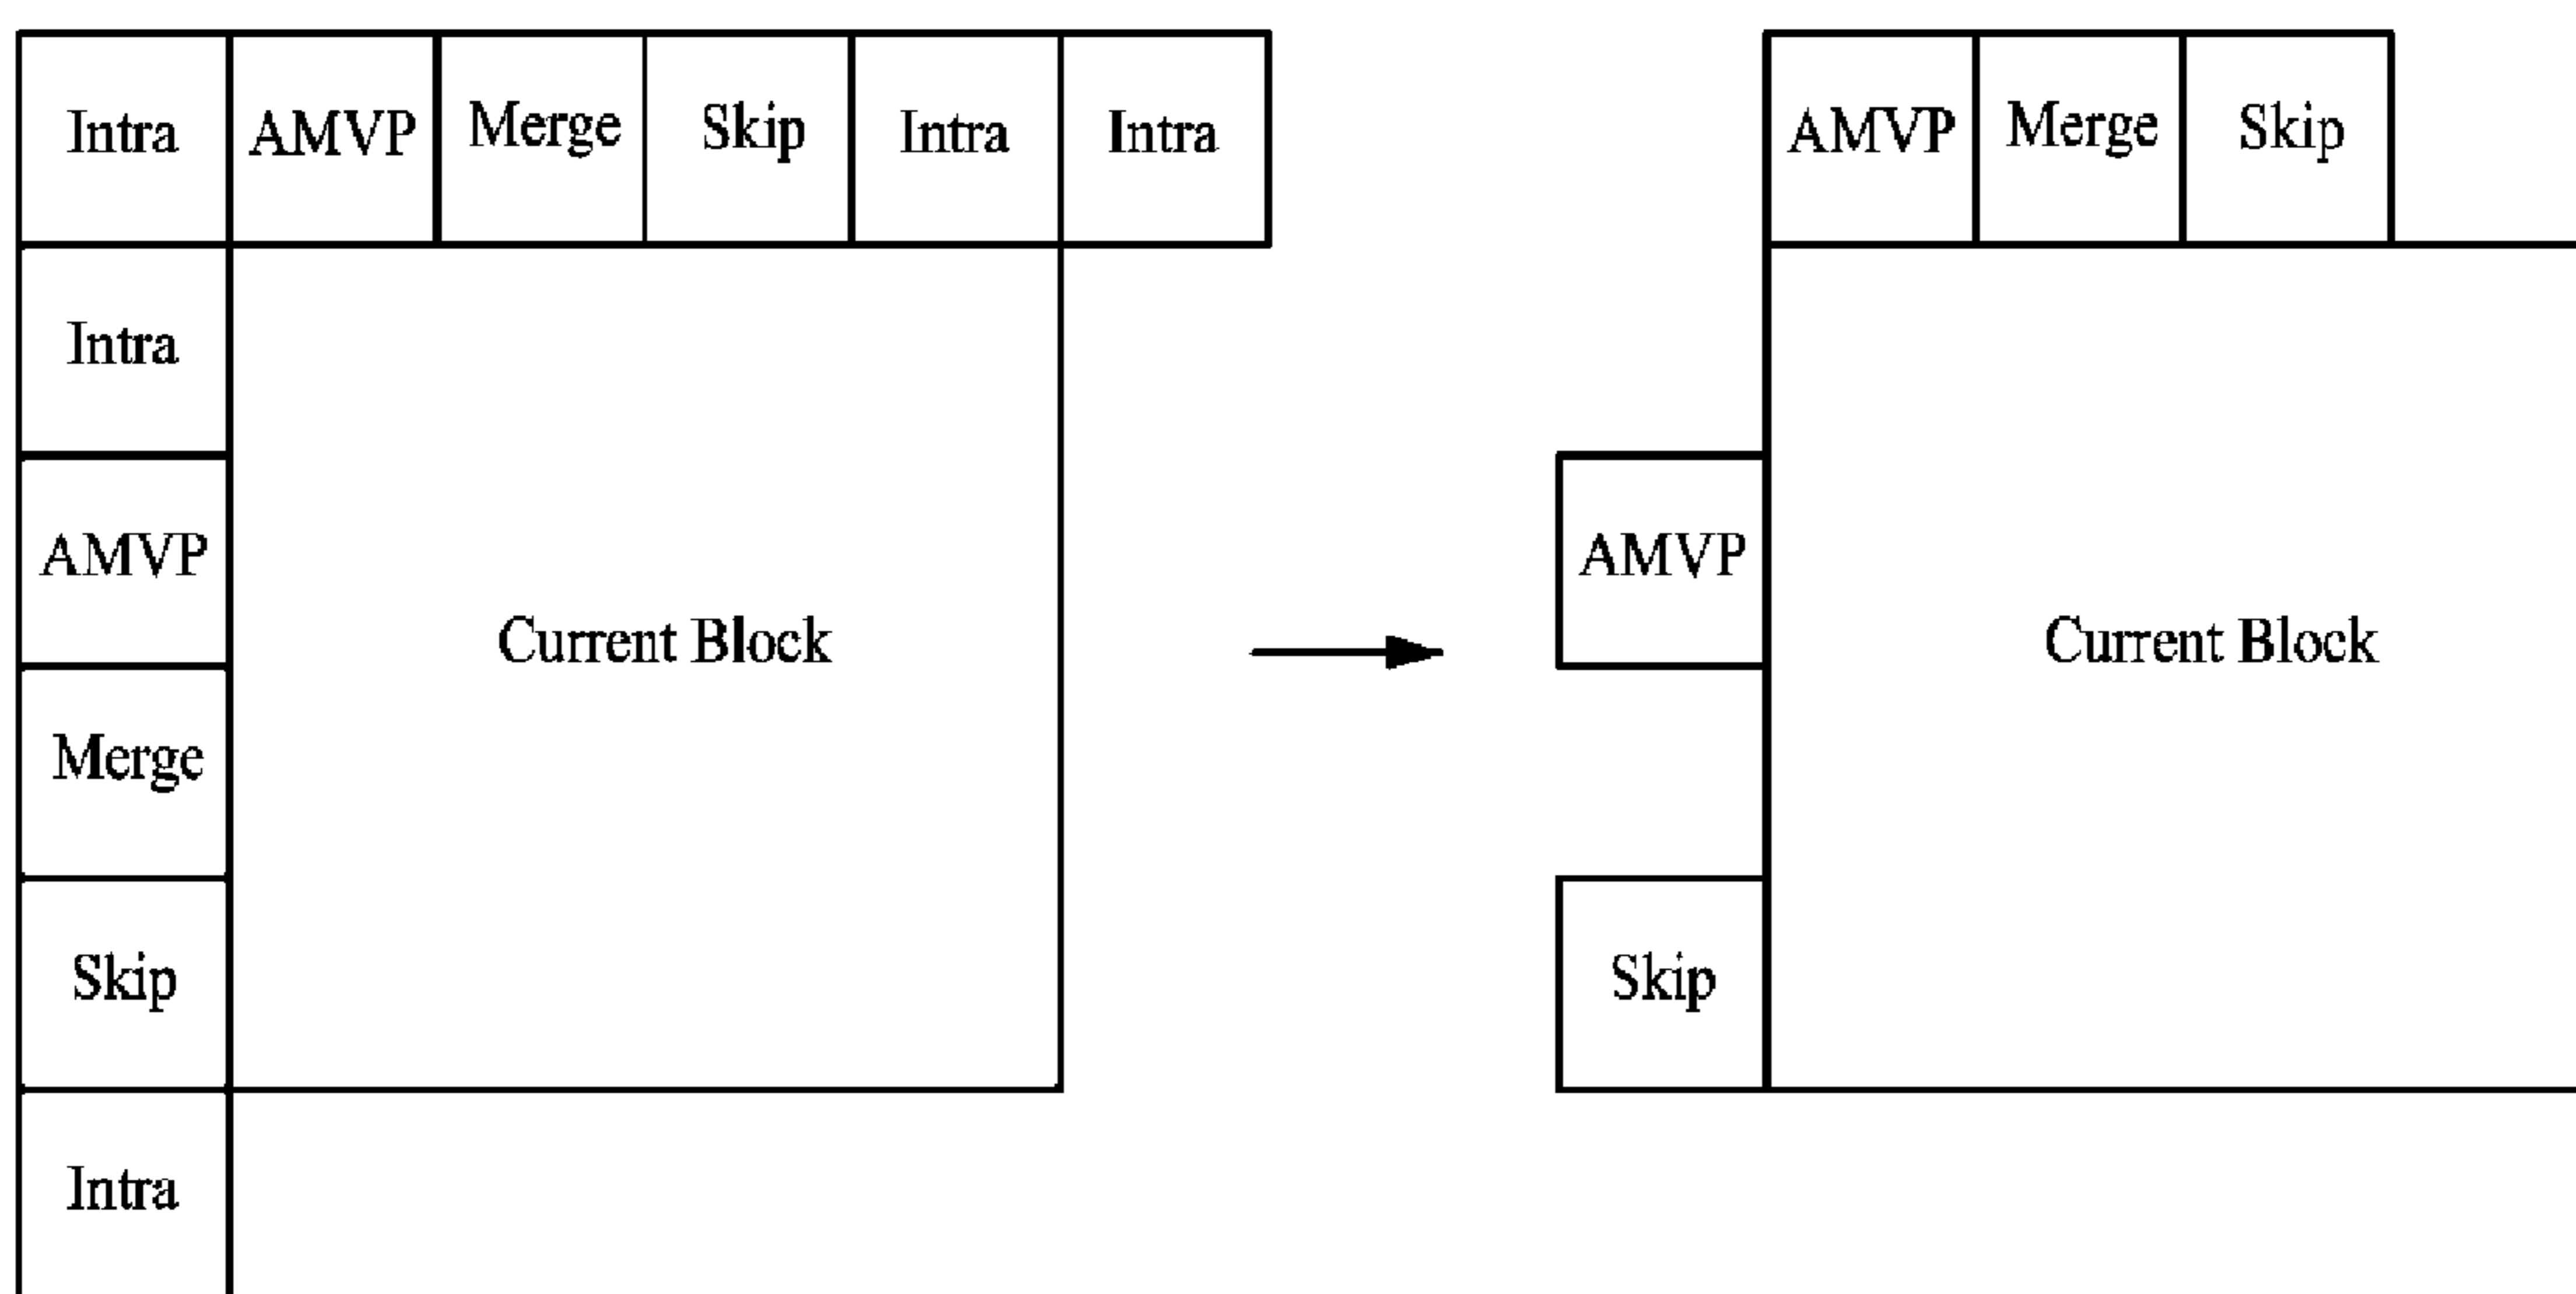 Intra AMVP Merge Skip Intra Intra
Intra
AMVP
Merge
Skip
Intra
Current Block
AMVP Merge Skip
AMVP
Skip
Current Block